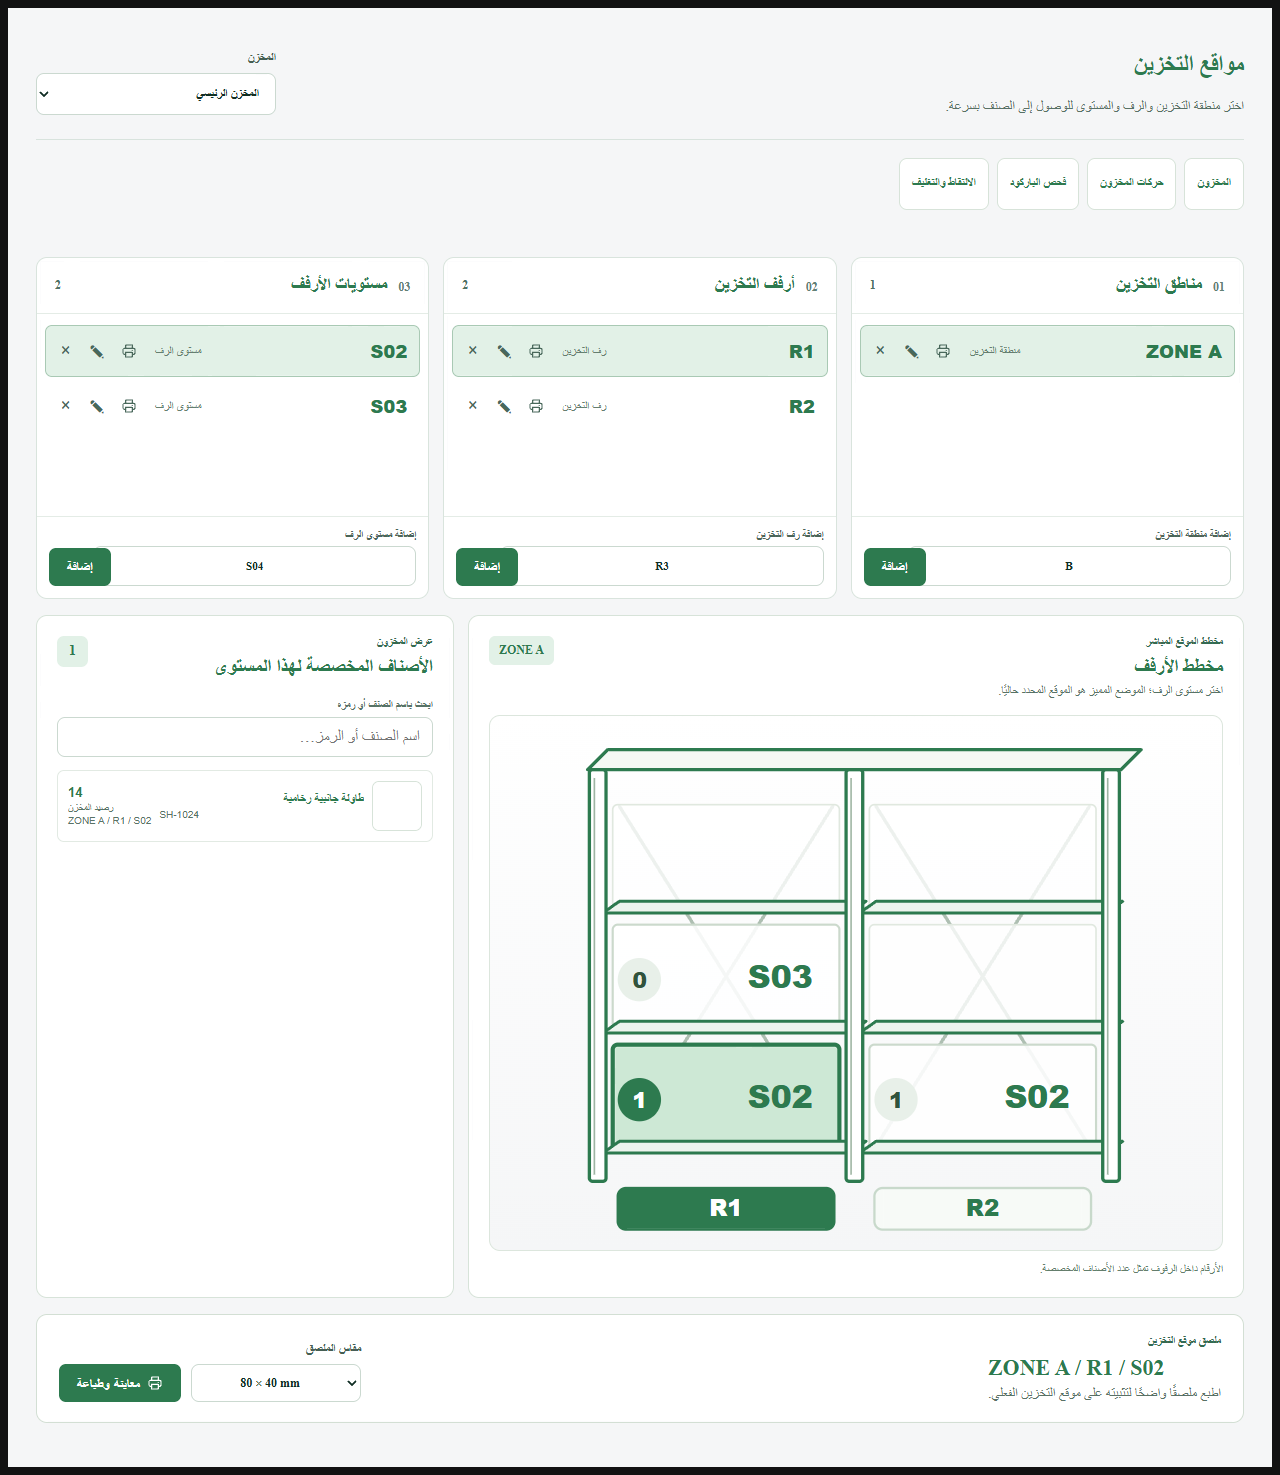 مواقع التخزين
اختر منطقة التخزين والرف والمستوى للوصول إلى الصنف بسرعة.
المخزن
المخزن الرئيسي
المخزون
حركات المخزون
فحص الباركود
الالتقاط والتغليف
01 مناطق التخزين 1
ZONE A منطقة التخزين ×
إضافة منطقة التخزين
B إضافة
02 أرفف التخزين 2
R1 رف التخزين ×
R2 رف التخزين ×
إضافة رف التخزين
R3 إضافة
03 مستويات الأرفف 2
S02 مستوى الرف ×
S03 مستوى الرف ×
إضافة مستوى الرف
S04 إضافة
مخطط الموقع المباشر
مخطط الأرفف
ZONE A
اختر مستوى الرف؛ الموضع المميز هو الموقع المحدد حاليًا.
0 S03
1 S02
1 S02
R1
R2
الأرقام داخل الرفوف تمثل عدد الأصناف المخصصة.
عرض المخزون
الأصناف المخصصة لهذا المستوى
1
ابحث باسم الصنف أو رمزه
اسم الصنف أو الرمز...
طاولة جانبية رخامية
SH-1024
14
رصيد المخزن
ZONE A / R1 / S02
ملصق موقع التخزين
ZONE A / R1 / S02
اطبع ملصقًا واضحًا لتثبيته على موقع التخزين الفعلي.
مقاس الملصق
80 × 40 mm
معاينة وطباعة